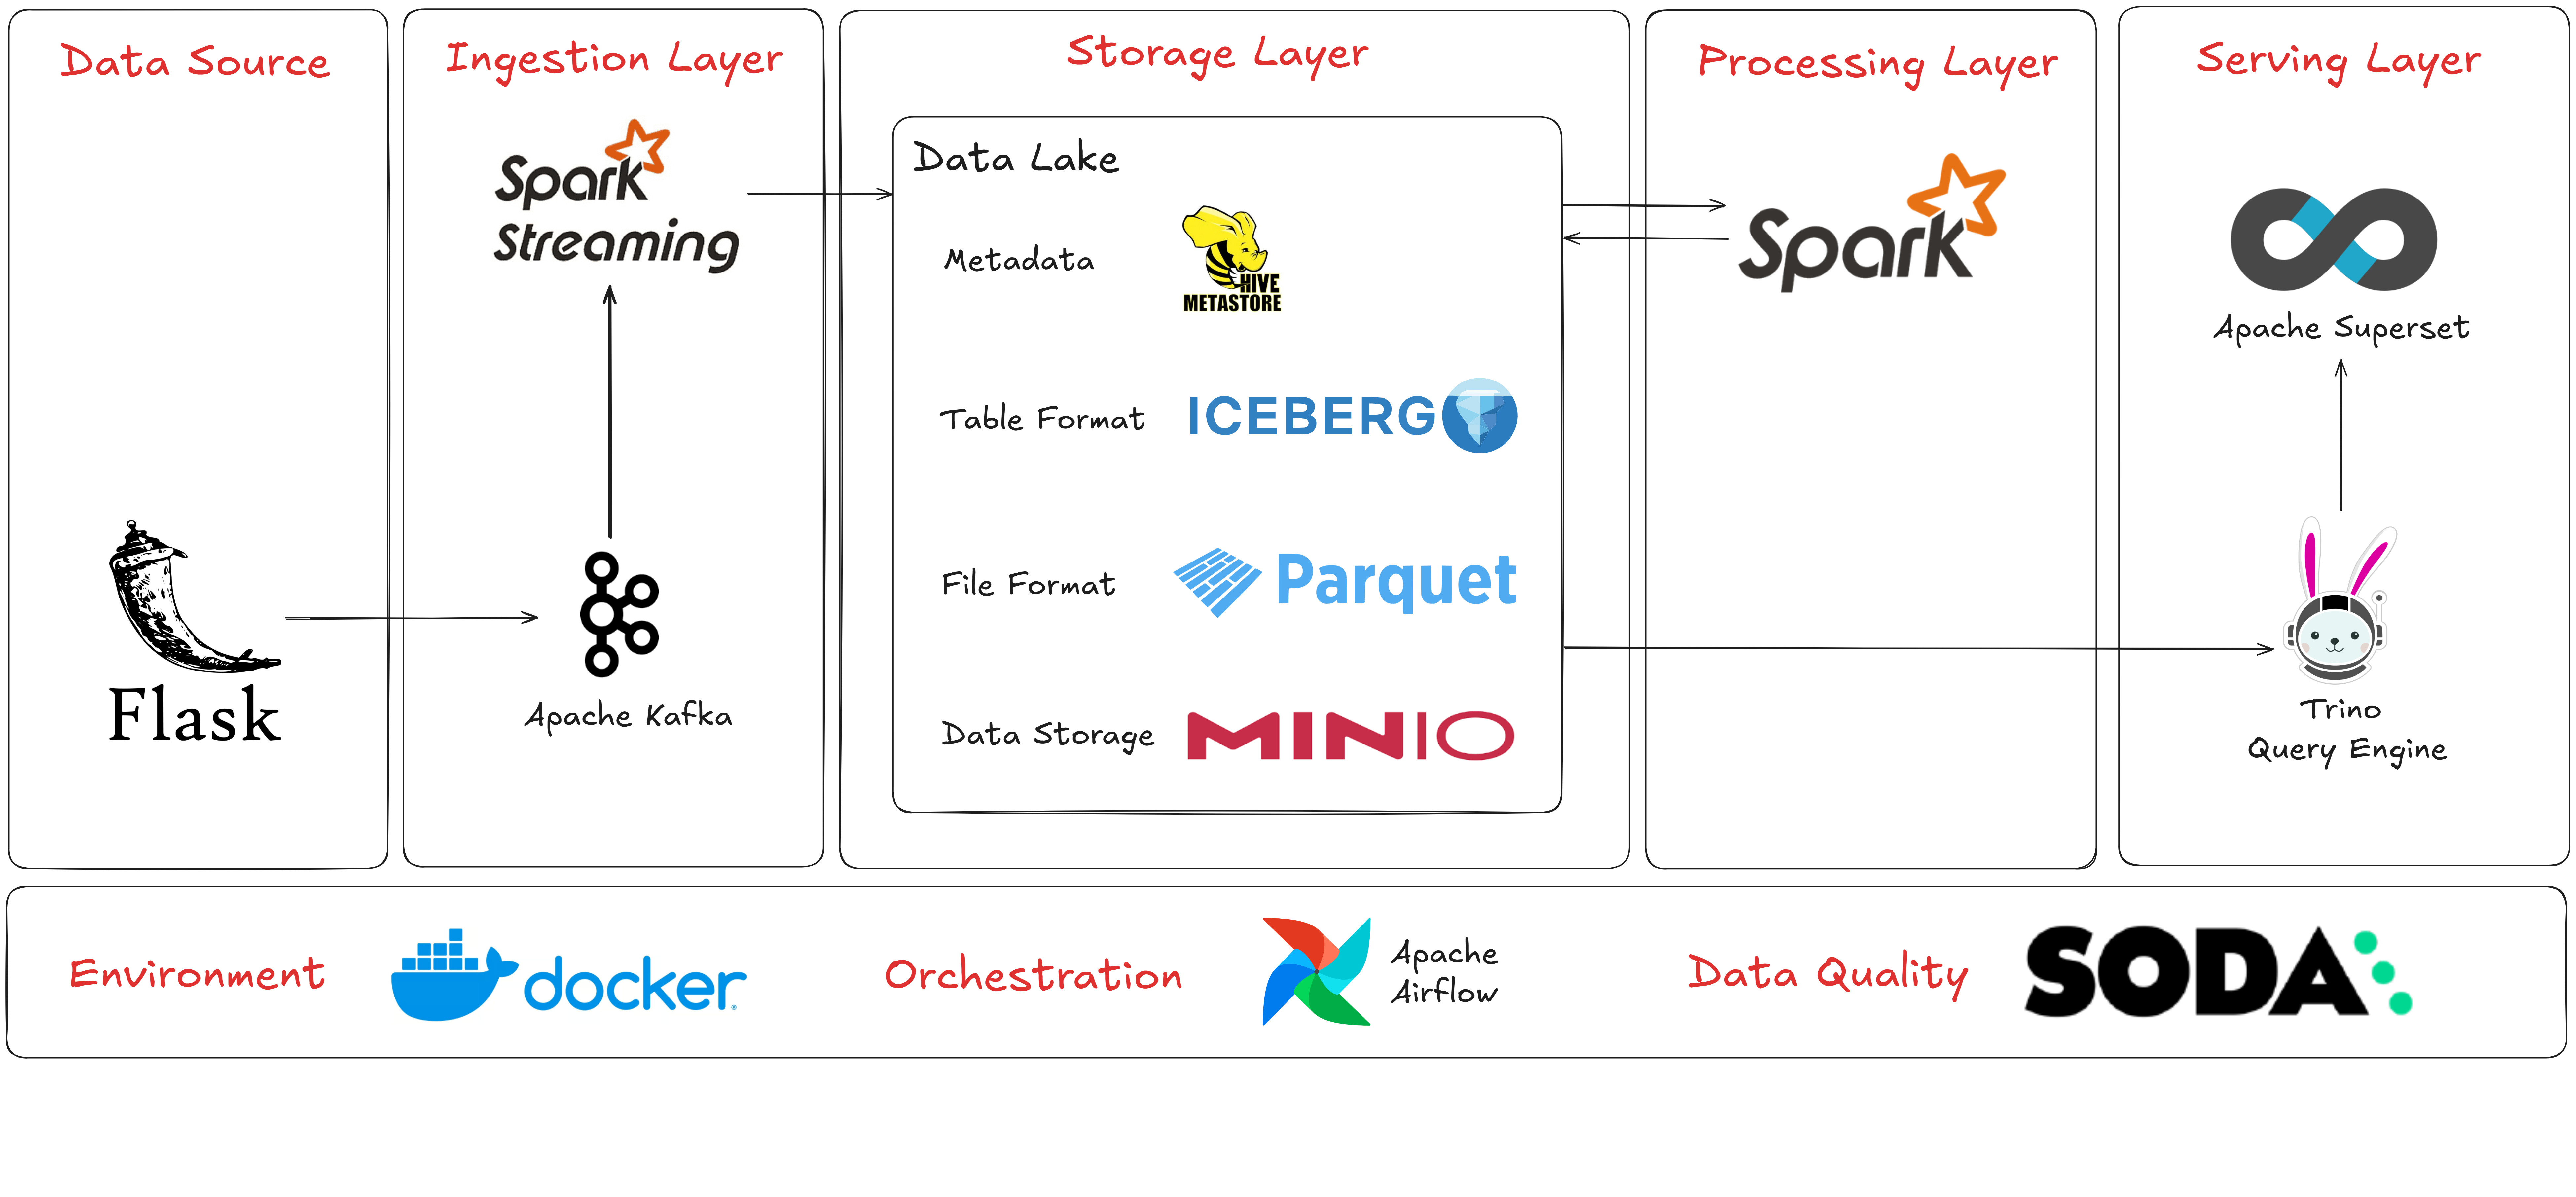 Data Source
Flask
Ingestion Layer
Spark
Streaming
Apache Kafka
Storage Layer
Data Lake
Metadata
HIVE
METASTORE
Table Format
ICEBERG
File Format
Parquet
Data Storage
MINIO
Processing Layer
Spark
Serving Layer
Apache Superset
Trino
Query Engine
Environment
docker
Orchestration
Apache
Airflow
Data Quality
SODA